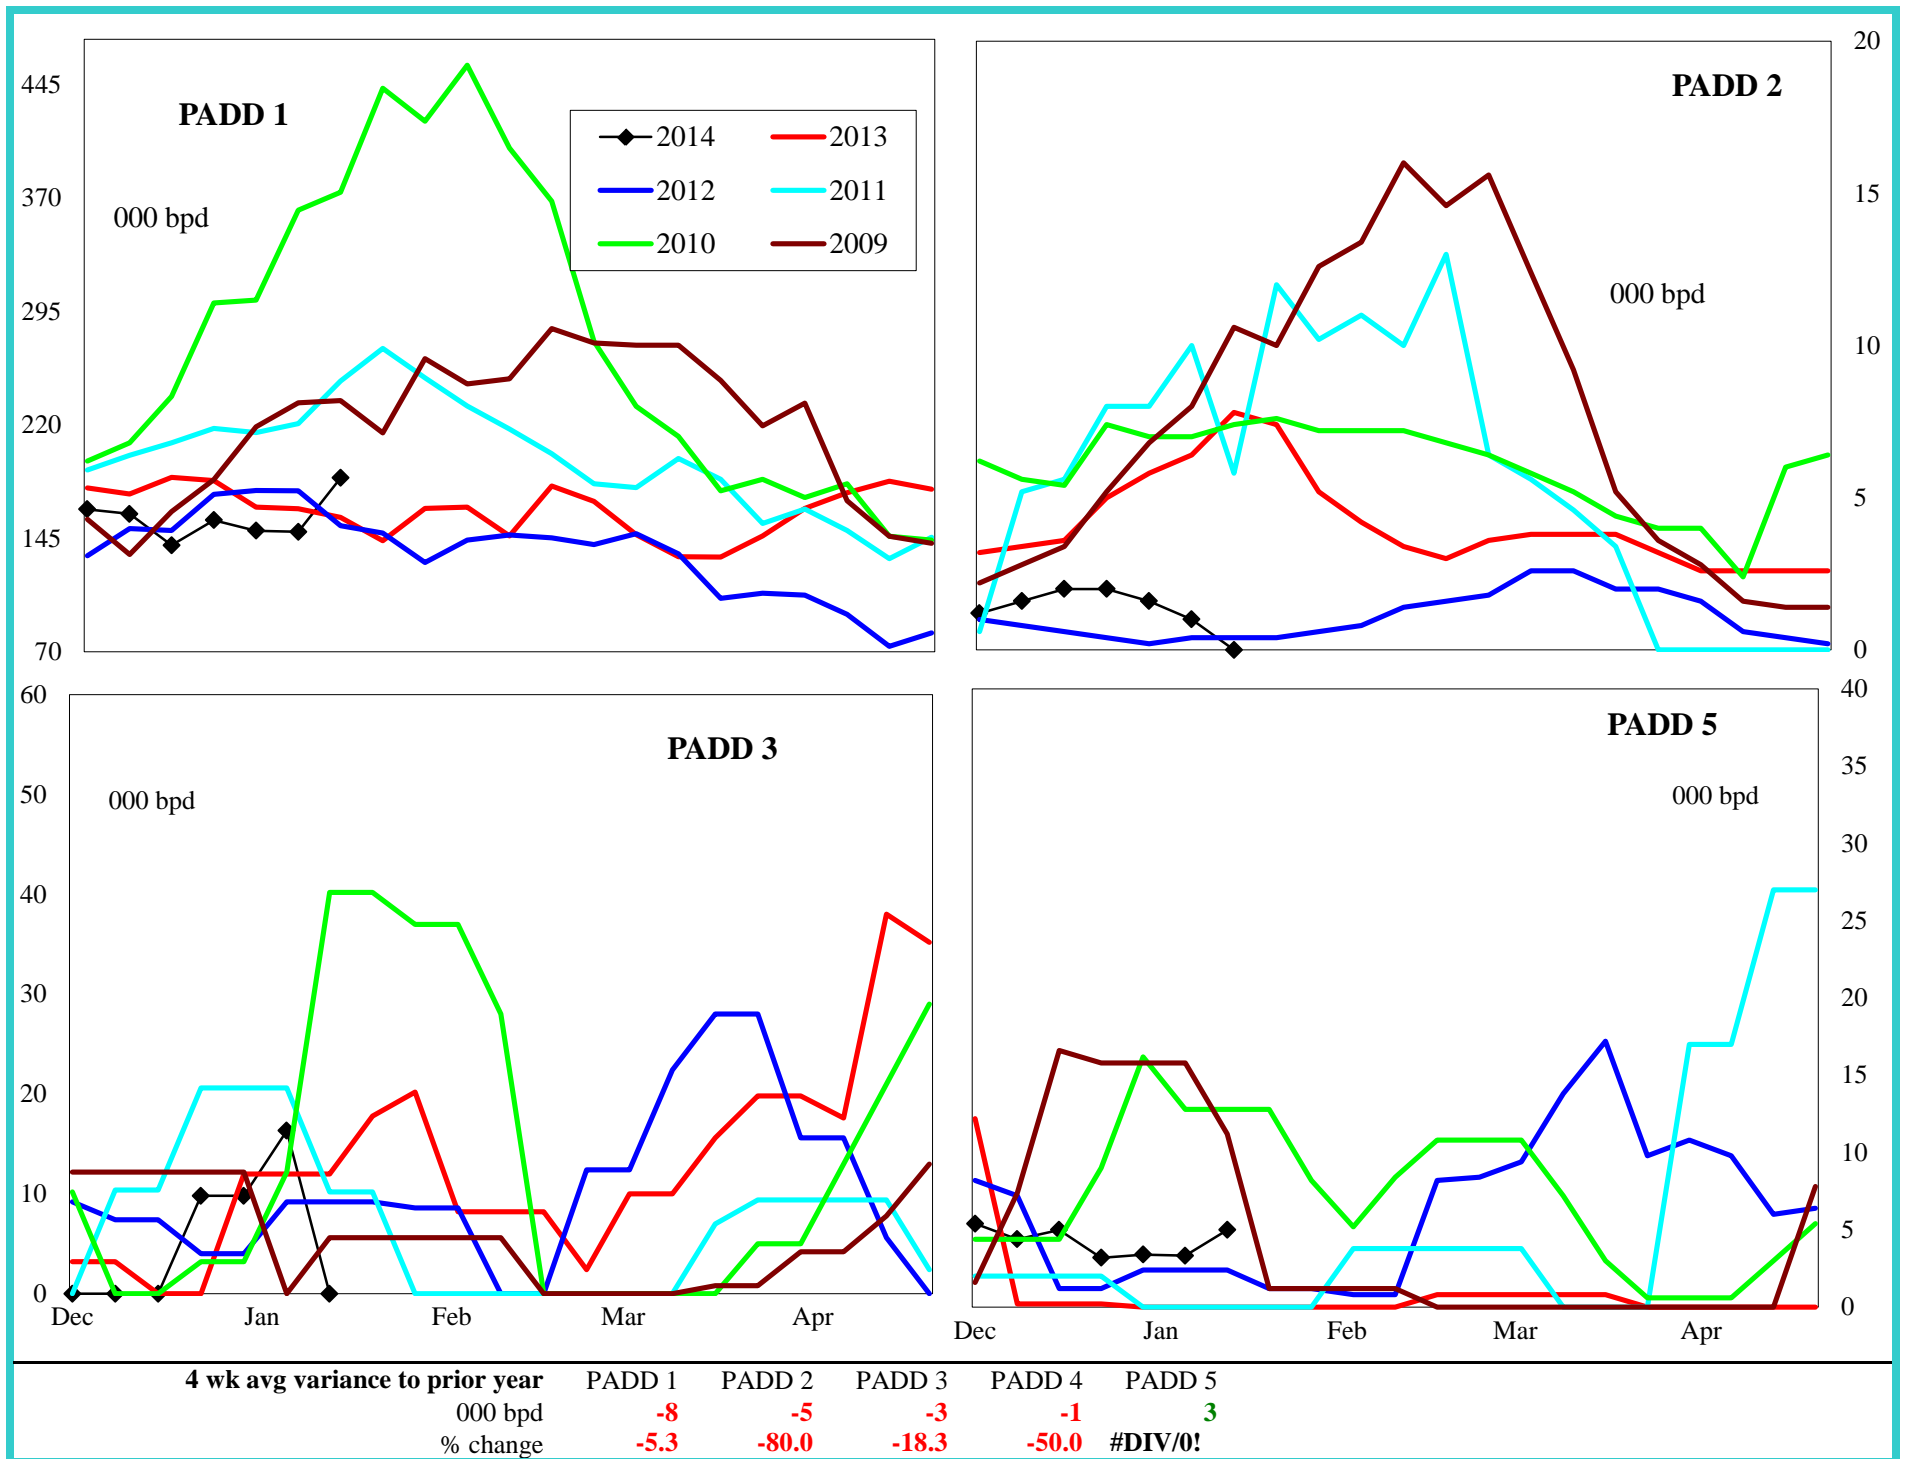 PADD 1
000 bpd
445
370
295
220
145
70
2014 2013
2012 2011
2010 2009
PADD 2
000 bpd
20
15
10
5
0
PADD 3
000 bpd
60
50
40
30
20
10
0
Dec Jan Feb Mar Apr
PADD 5
000 bpd
40
35
30
25
20
15
10
5
0
Dec Jan Feb Mar Apr
4 wk avg variance to prior year PADD 1 PADD 2 PADD 3 PADD 4 PADD 5
000 bpd -8 -5 -3 -1 3
% change -5.3 -80.0 -18.3 -50.0 #DIV/0!